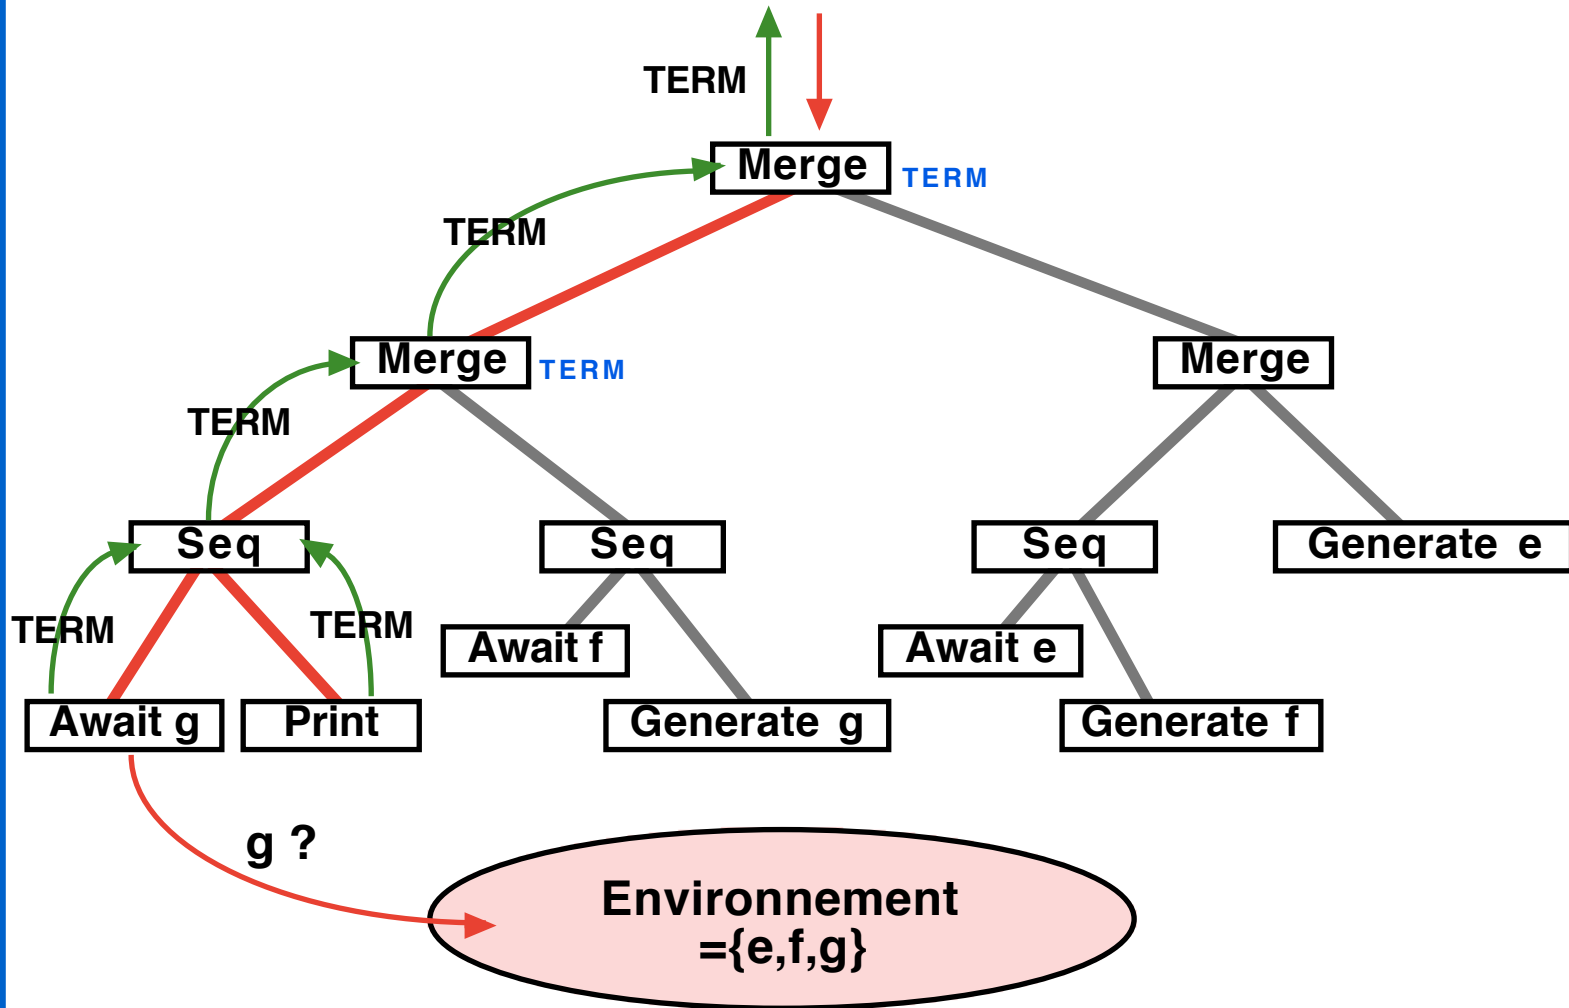 TERM
Merge
TERM
TERM
Merge
TERM
Merge
TERM
Seq
Seq
Seq
Generate e
TERM
TERM
Await f
Await e
Await g
Print
Generate g
Generate f
g ?
Environnement
={e,f,g}